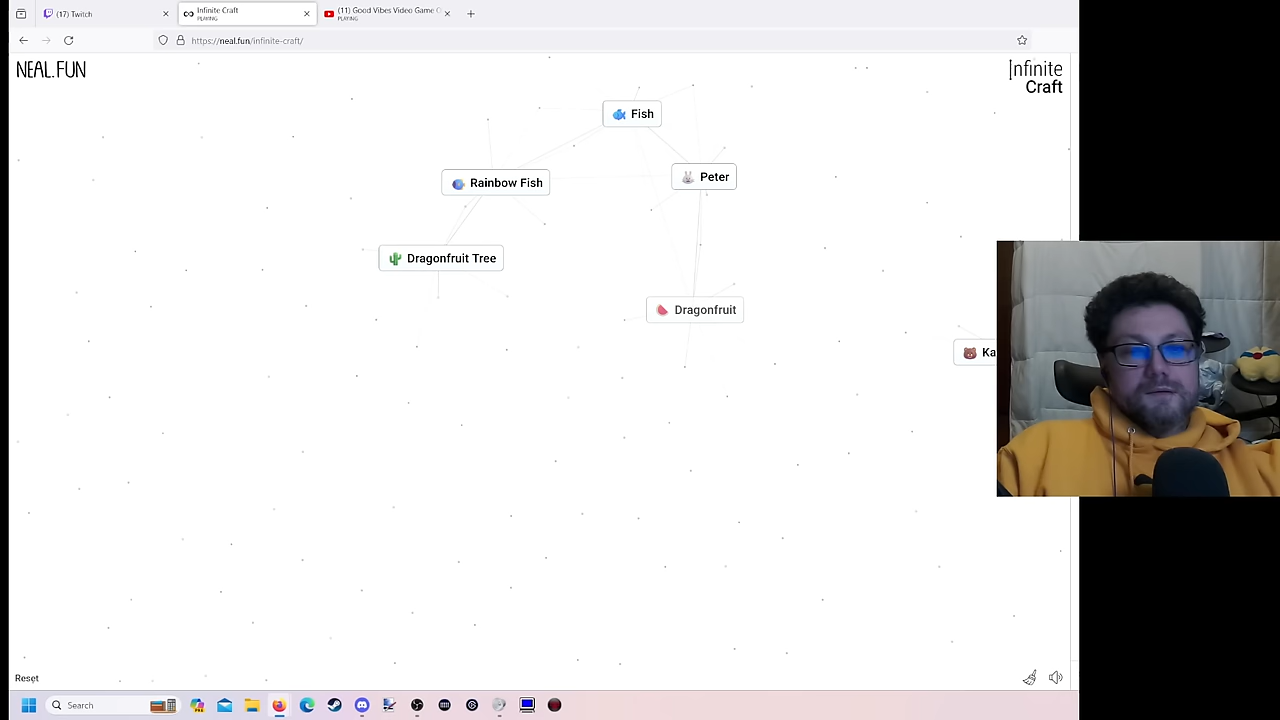 (17) Twitch
Infinite Craft
PLAYING
(11) Good Vibes Video Game
PLAYING
https://neal.fun/infinite-craft/
NEAL.FUN
Infinite
Craft
Fish
Rainbow Fish
Peter
Dragonfruit Tree
Dragonfruit
Ka
Reset
Search